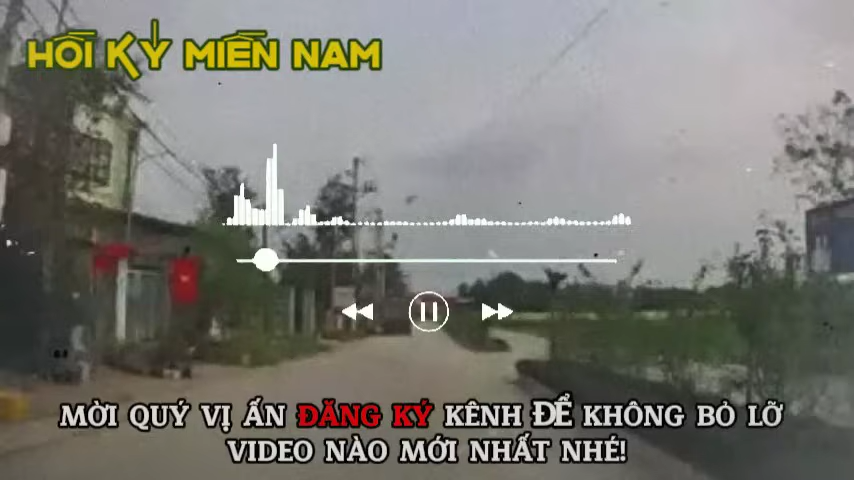 HỒI KÝ MIỀN NAM
MỜI QUÝ VỊ ẤN ĐĂNG KÝ KÊNH ĐỂ KHÔNG BỎ LỠ
VIDEO NÀO MỚI NHẤT NHÉ!